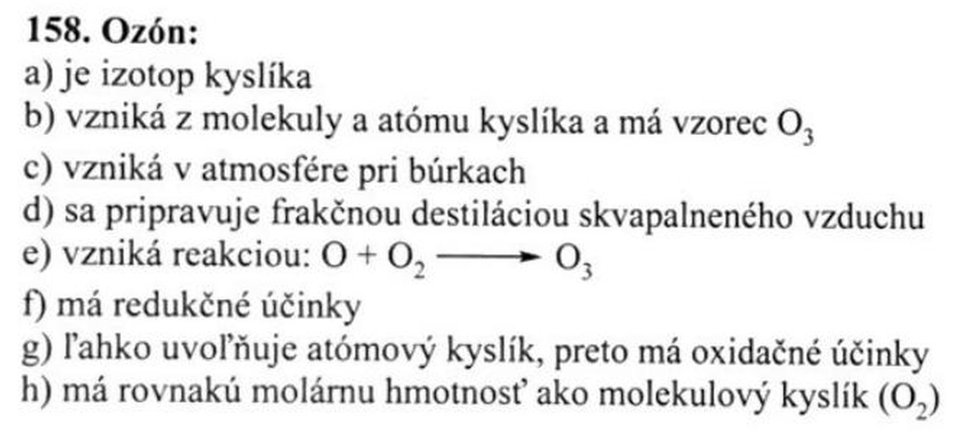 158. Ozón:
a) je izotop kyslíka
b) vzniká z molekuly a atómu kyslíka a má vzorec O₃
c) vzniká v atmosfére pri búrkach
d) sa pripravuje frakčnou destiláciou skvapalneného vzduchu
e) vzniká reakciou: O + O₂ ⟶ O₃
f) má redukčné účinky
g) ľahko uvoľňuje atómový kyslík, preto má oxidačné účinky
h) má rovnakú molárnu hmotnosť ako molekulový kyslík (O₂)